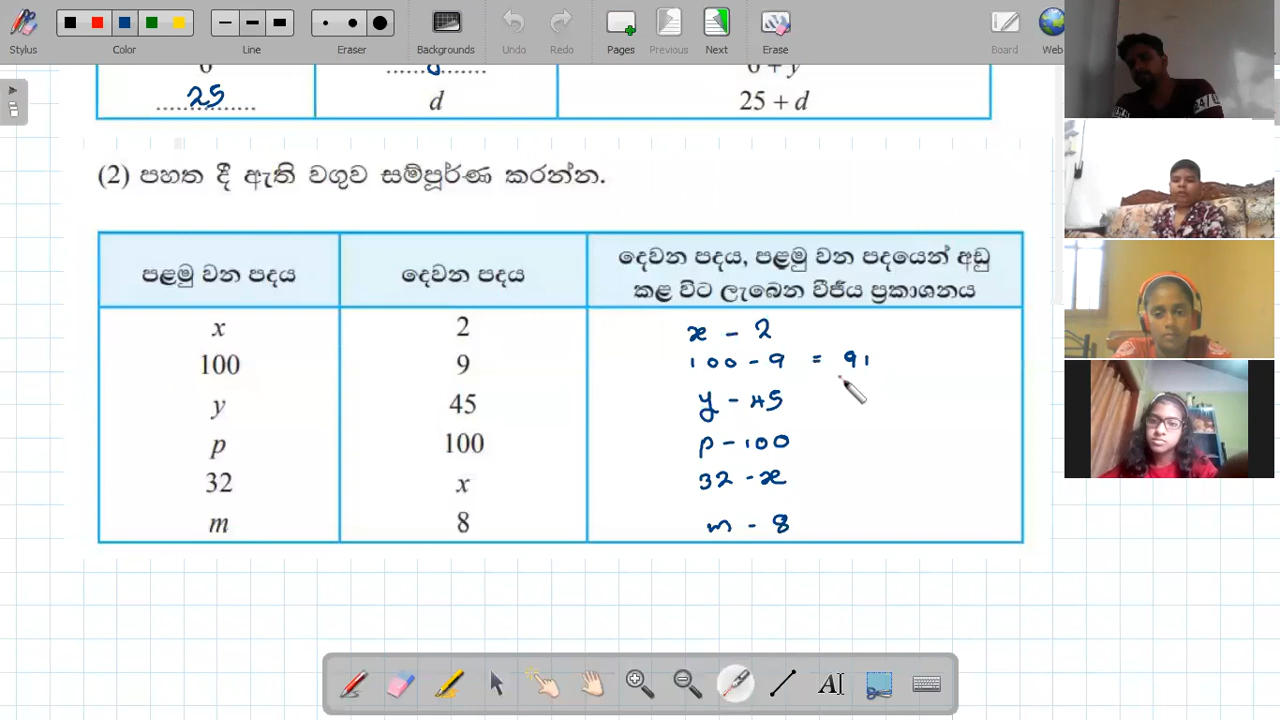 Stylus Color Line Eraser Backgrounds Undo Redo Pages Previous Next Erase Board Web
6 + y
25 d 25 + d
(2) පහත දී ඇති වගුව සම්පූර්ණ කරන්න.
පළමු වන පදය දෙවන පදය දෙවන පදය, පළමු වන පදයෙන් අඩු
කළ විට ලැබෙන වීජීය ප්‍රකාශනය
x 2 x - 2
100 9 100 - 9 = 91
y 45 y - 45
p 100 p - 100
32 x 32 - x
m 8 m - 8